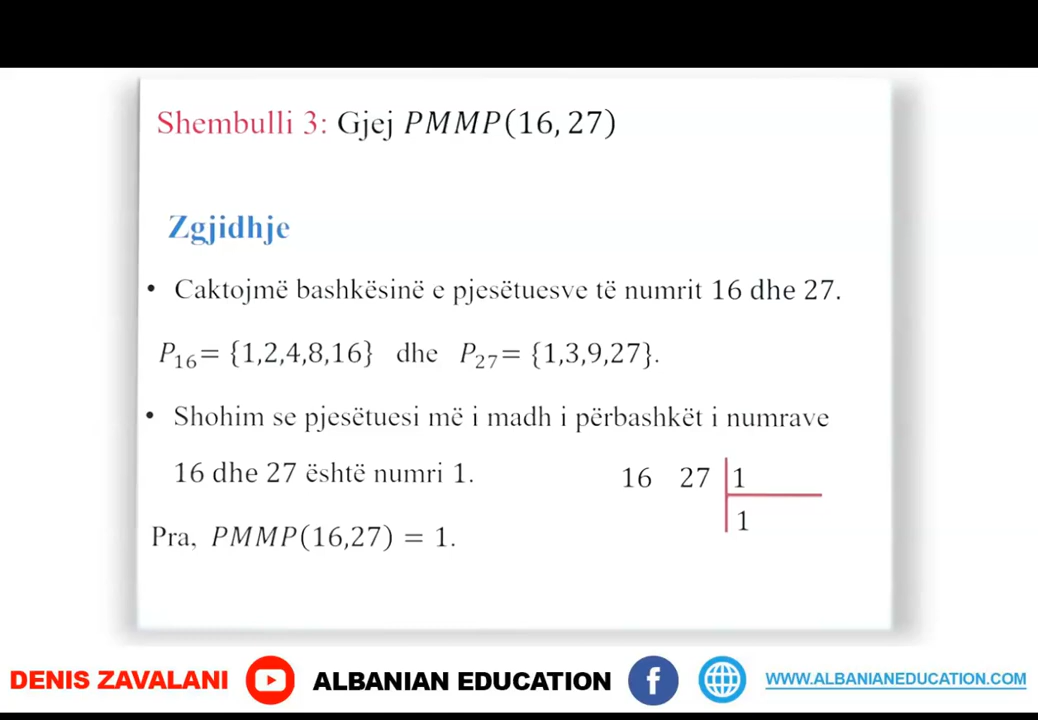 Shembulli 3: Gjej PMMP(16, 27)
Zgjidhje
• Caktojmë bashkësinë e pjesëtuesve të numrit 16 dhe 27.
P₁₆= {1,2,4,8,16} dhe P₂₇= {1,3,9,27}.
• Shohim se pjesëtuesi më i madh i përbashkët i numrave
16 dhe 27 është numri 1.
16 27 | 1
1
Pra, PMMP(16,27) = 1.
DENIS ZAVALANI ALBANIAN EDUCATION f WWW.ALBANIANEDUCATION.COM